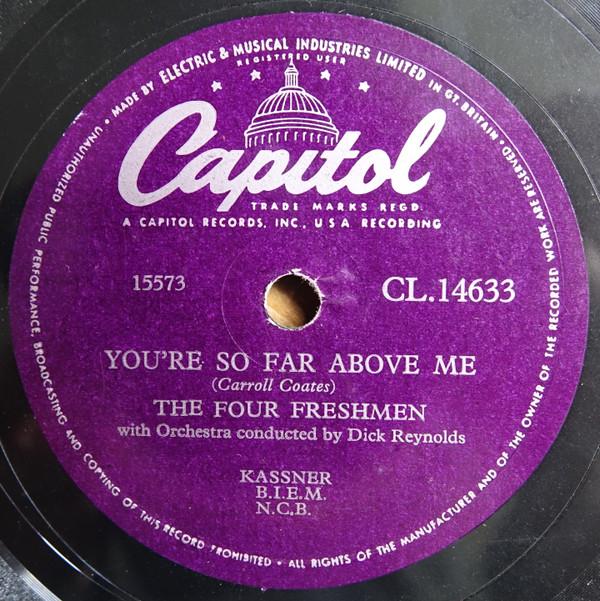 UNAUTHORIZED PUBLIC PERFORMANCE, BROADCASTING AND COPYING OF THIS RECORD PROHIBITED • ALL RIGHTS OF THE MANUFACTURER AND OF THE OWNER OF THE RECORDED WORK ARE RESERVED •
MADE BY ELECTRIC & MUSICAL INDUSTRIES LIMITED IN GT. BRITAIN •
REGISTERED USER
Capitol
TRADE MARKS REGD.
A CAPITOL RECORDS, INC., U S A RECORDING
15573
CL.14633
YOU'RE SO FAR ABOVE ME
(Carroll Coates)
THE FOUR FRESHMEN
with Orchestra conducted by Dick Reynolds
KASSNER
B.I.E.M.
N.C.B.